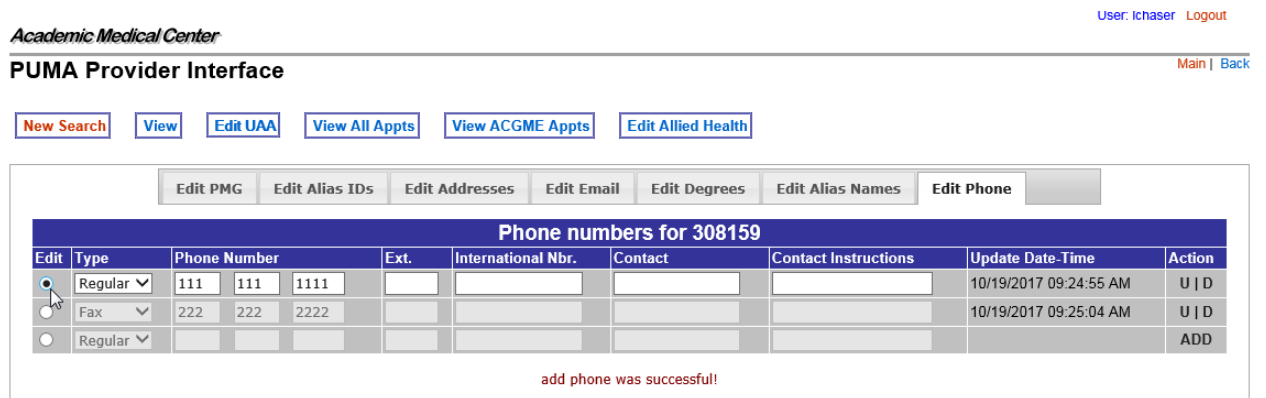 User: lchaser Logout
Academic Medical Center
PUMA Provider Interface
Main | Back
New Search View Edit UAA View All Appts View ACGME Appts Edit Allied Health
Edit PMG Edit Alias IDs Edit Addresses Edit Email Edit Degrees Edit Alias Names Edit Phone
Phone numbers for 308159
Edit Type Phone Number Ext. International Nbr. Contact Contact Instructions Update Date-Time Action
Regular 111 111 1111 10/19/2017 09:24:55 AM U | D
Fax 222 222 2222 10/19/2017 09:25:04 AM U | D
Regular ADD
add phone was successful!